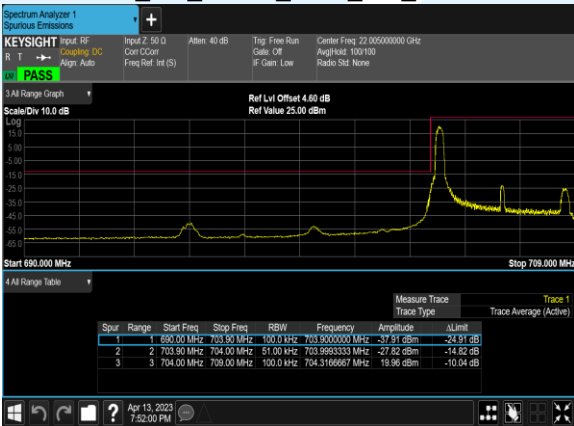 Spectrum Analyzer 1
Spurious Emissions
+
KEYSIGHT Input: RF Input Z: 50 Ω Atten: 40 dB Trig: Free Run Center Freq: 22.005000000 GHz
R T Coupling: DC Corr CCorr Gate: Off Avg|Hold: 100/100
Align: Auto Freq Ref: Int (S) IF Gain: Low Radio Std: None
PASS
3 All Range Graph
Ref Lvl Offset 4.60 dB
Scale/Div 10.0 dB Ref Value 25.00 dBm
Log
15.0
5.00
-5.00
-15.0
-25.0
-35.0
-45.0
-55.0
-65.0
Start 690.000 MHz Stop 709.000 MHz
4 All Range Table
Measure Trace Trace 1
Trace Type Trace Average (Active)
Spur Range Start Freq Stop Freq RBW Frequency Amplitude ΔLimit
1 1 690.00 MHz 703.90 MHz 100.0 kHz 703.9000000 MHz -37.91 dBm -24.91 dB
2 2 703.90 MHz 704.00 MHz 51.00 kHz 703.9993333 MHz -27.82 dBm -14.82 dB
3 3 704.00 MHz 709.00 MHz 100.0 kHz 704.3166667 MHz 19.96 dBm -10.04 dB
? Apr 13, 2023
7:52:00 PM